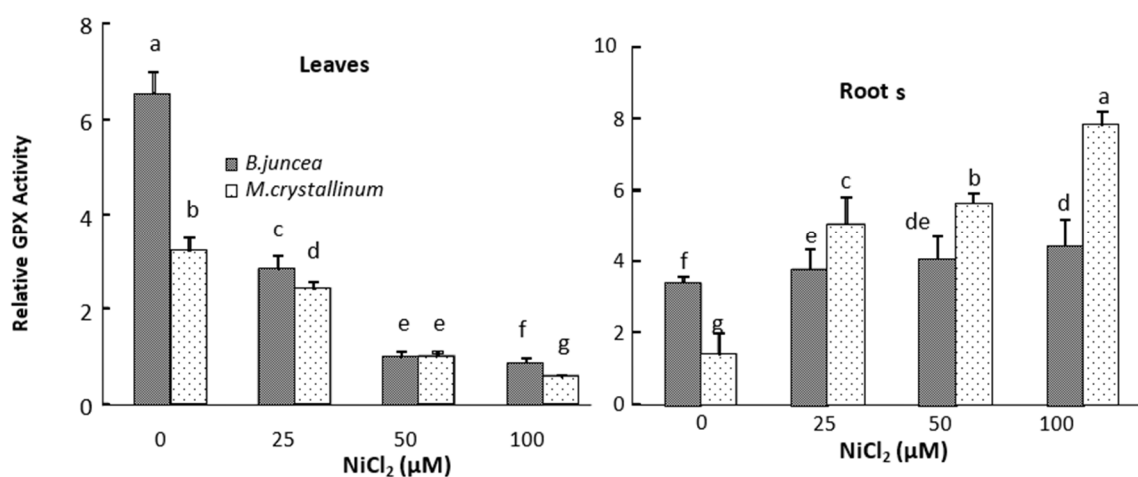 Relative GPX Activity
8
6
4
2
0
Leaves
B.juncea
M.crystallinum
a
b
c
d
e e
f
g
0 25 50 100
NiCl₂ (µM)
10
8
6
4
2
0
Root s
f
g
e
c
de
b
d
a
0 25 50 100
NiCl₂ (µM)